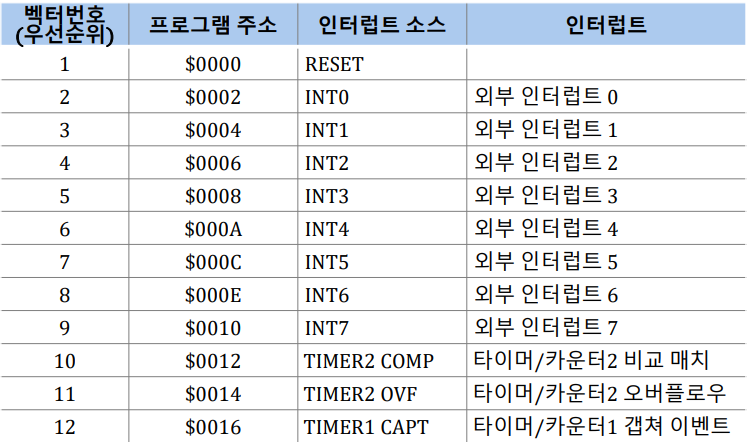 벡터번호 (우선순위) 프로그램 주소 인터럽트 소스 인터럽트
1 $0000 RESET
2 $0002 INT0 외부 인터럽트 0
3 $0004 INT1 외부 인터럽트 1
4 $0006 INT2 외부 인터럽트 2
5 $0008 INT3 외부 인터럽트 3
6 $000A INT4 외부 인터럽트 4
7 $000C INT5 외부 인터럽트 5
8 $000E INT6 외부 인터럽트 6
9 $0010 INT7 외부 인터럽트 7
10 $0012 TIMER2 COMP 타이머/카운터2 비교 매치
11 $0014 TIMER2 OVF 타이머/카운터2 오버플로우
12 $0016 TIMER1 CAPT 타이머/카운터1 갭쳐 이벤트